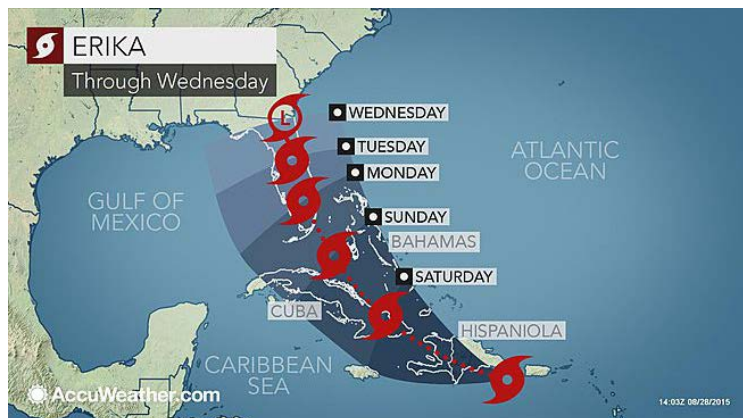 ERIKA
Through Wednesday
L
WEDNESDAY
TUESDAY
MONDAY
ATLANTIC
OCEAN
GULF OF
MEXICO
SUNDAY
BAHAMAS
SATURDAY
CUBA
HISPANIOLA
CARIBBEAN
SEA
AccuWeather.com
14:03Z 08/28/2015